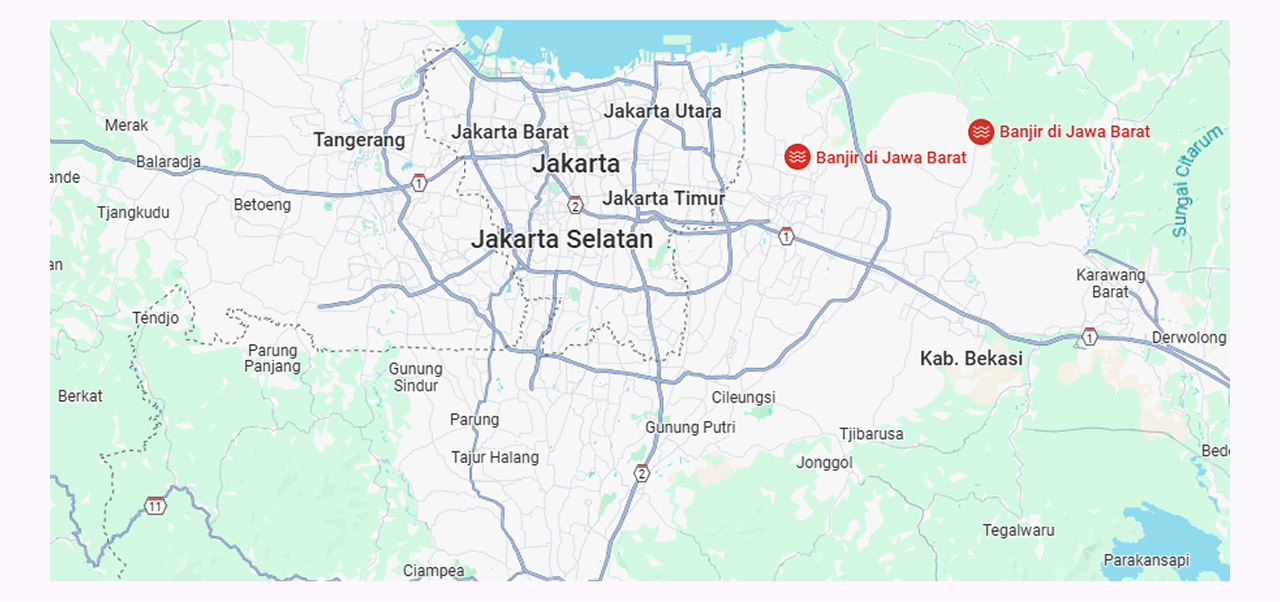 Jakarta Utara
Merak
Jakarta Barat
Banjir di Jawa Barat
Tangerang
Balaradja
Jakarta
Banjir di Jawa Barat
Sungai Citarum
ande
1
Betoeng
2
Jakarta Timur
Tjangkudu
Jakarta Selatan
1
an
Karawang
Barat
Tendjo
1
Derwolong
Parung
Panjang
Kab. Bekasi
Gunung
Sindur
Berkat
Cileungsi
Parung
Gunung Putri
Tjibarusa
Bede
Tajur Halang
Jonggol
2
11
Tegalwaru
Parakansapi
Ciampea